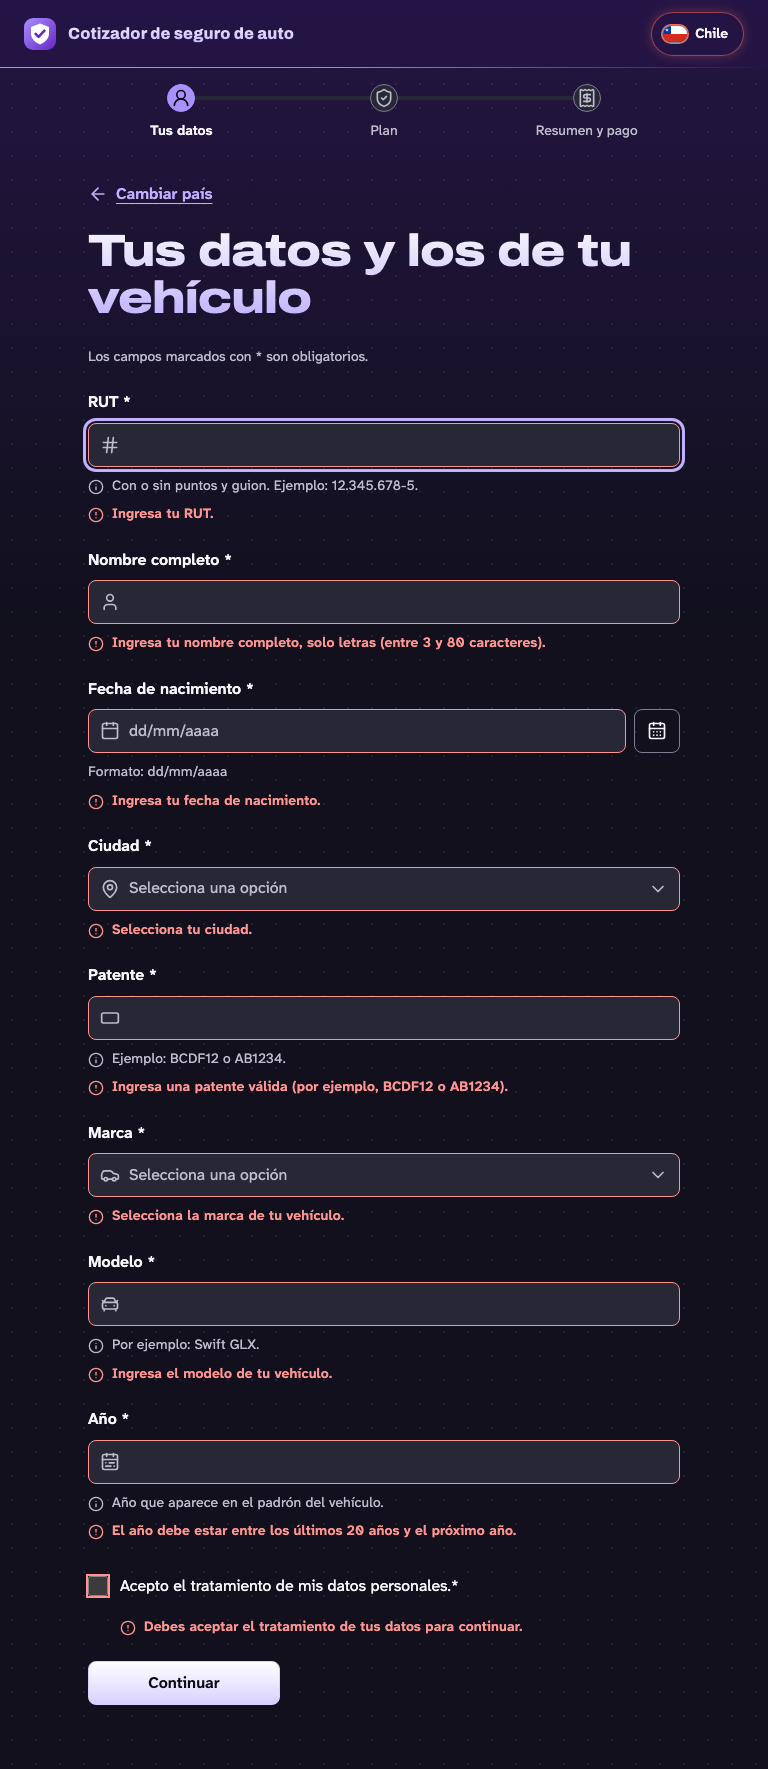 Cotizador de seguro de auto
Chile
Tus datos
Plan
Resumen y pago
Cambiar país
Tus datos y los de tu
vehículo
Los campos marcados con * son obligatorios.
RUT *
Con o sin puntos y guion. Ejemplo: 12.345.678-5.
Ingresa tu RUT.
Nombre completo *
Ingresa tu nombre completo, solo letras (entre 3 y 80 caracteres).
Fecha de nacimiento *
dd/mm/aaaa
Formato: dd/mm/aaaa
Ingresa tu fecha de nacimiento.
Ciudad *
Selecciona una opción
Selecciona tu ciudad.
Patente *
Ejemplo: BCDF12 o AB1234.
Ingresa una patente válida (por ejemplo, BCDF12 o AB1234).
Marca *
Selecciona una opción
Selecciona la marca de tu vehículo.
Modelo *
Por ejemplo: Swift GLX.
Ingresa el modelo de tu vehículo.
Año *
Año que aparece en el padrón del vehículo.
El año debe estar entre los últimos 20 años y el próximo año.
Acepto el tratamiento de mis datos personales.*
Debes aceptar el tratamiento de tus datos para continuar.
Continuar